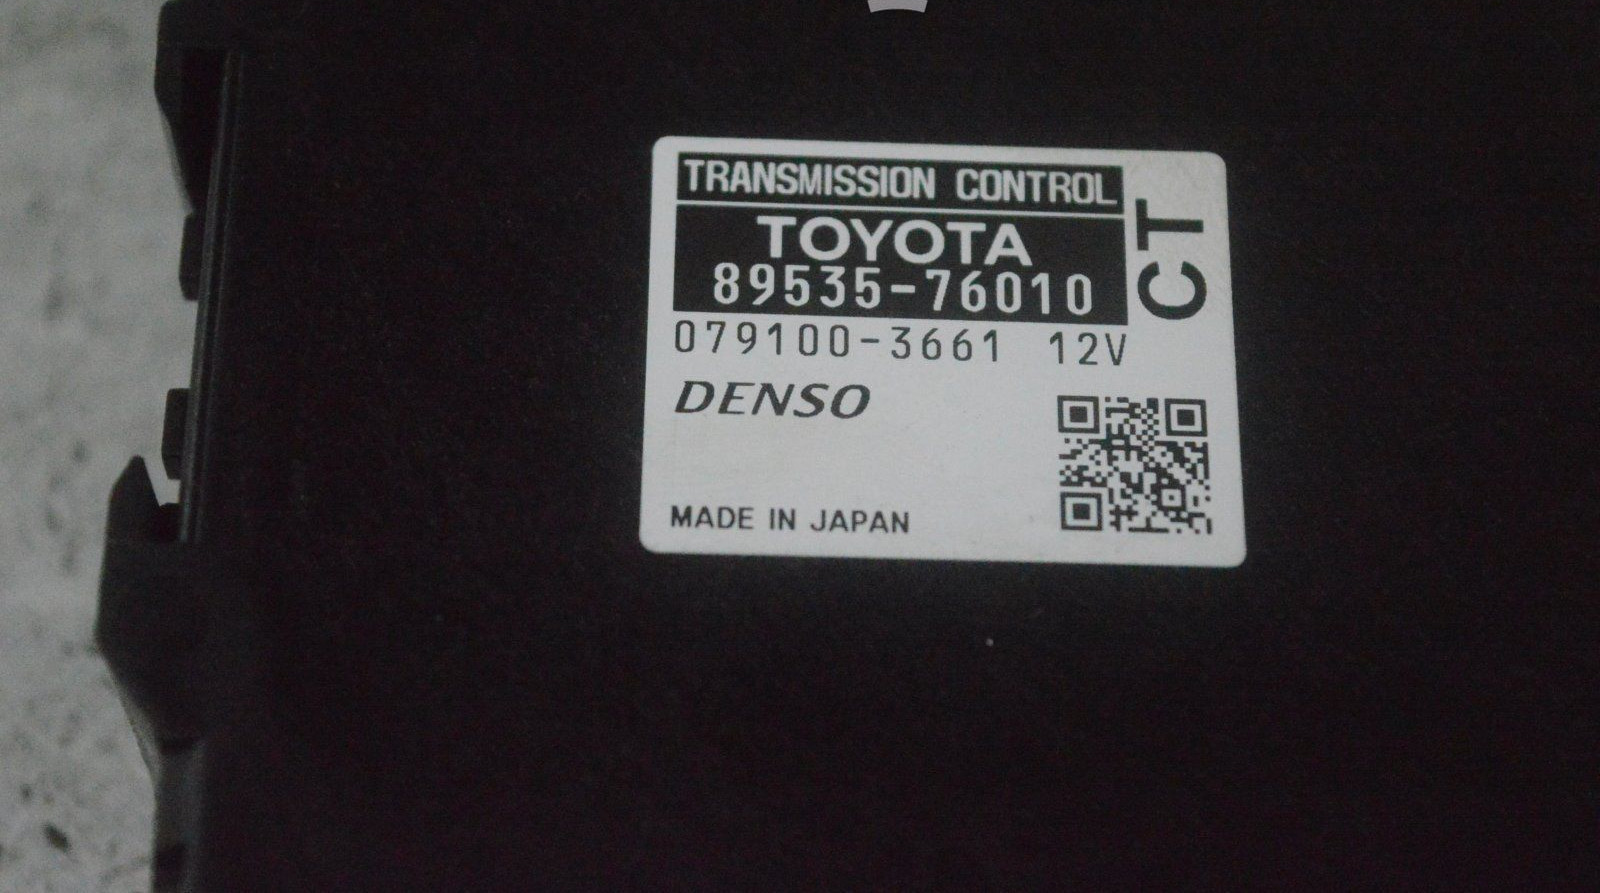 TRANSMISSION CONTROL
TOYOTA
89535-76010
CT
079100-3661 12V
DENSO
MADE IN JAPAN